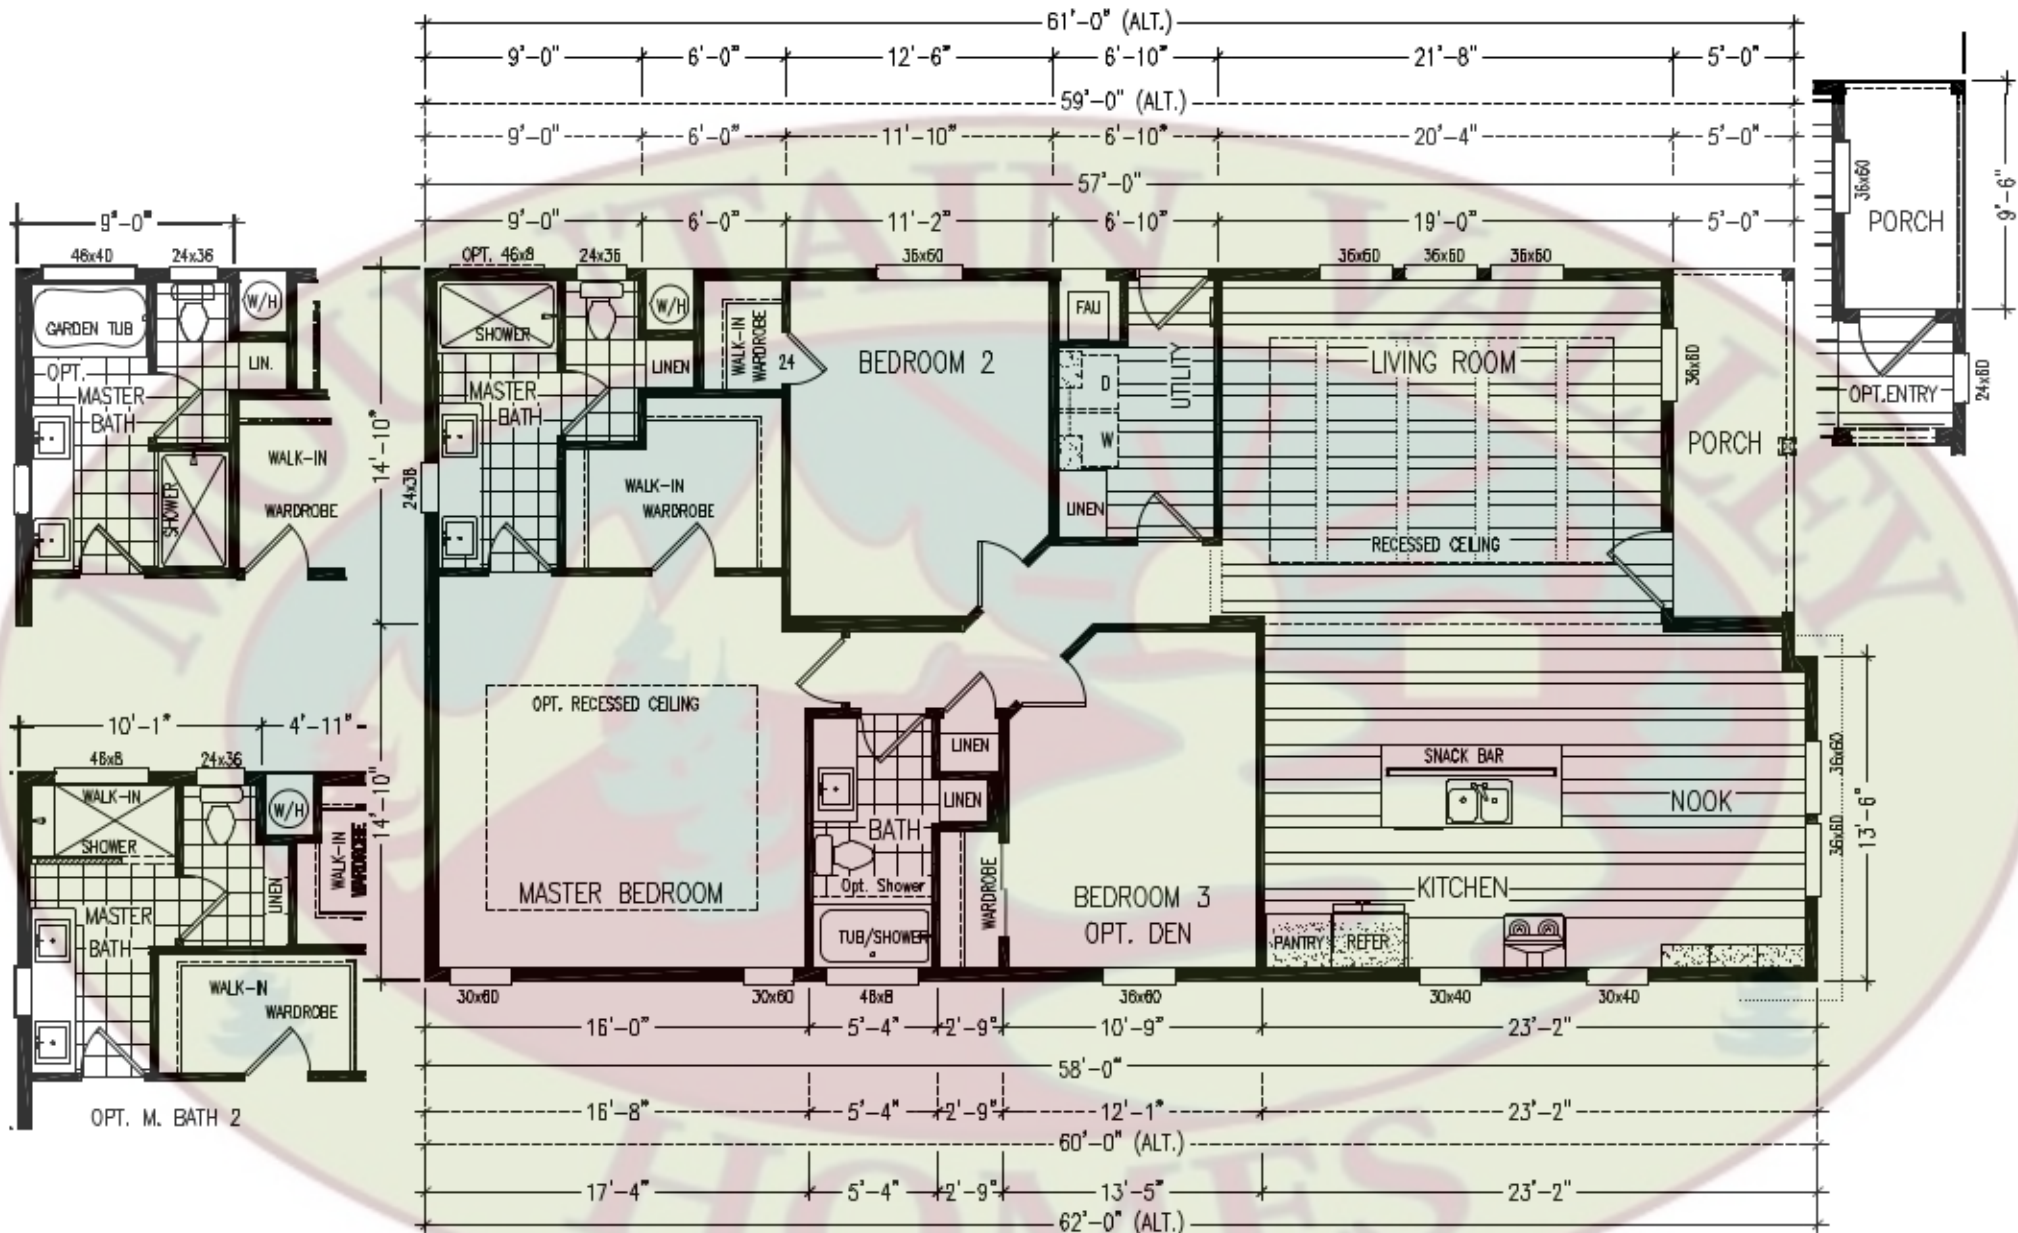 61'-0" (ALT.)
9'-0" 6'-0" 12'-6" 6'-10" 21'-8" 5'-0"
59'-0" (ALT.)
9'-0" 6'-0" 11'-10" 6'-10" 20'-4" 5'-0"
57'-0"
9'-0" 6'-0" 11'-2" 6'-10" 19'-0" 5'-0"
MOUNTAIN VALLEY
HOMES
9'-0"
46x40 24x36
W/H
GARDEN TUB
LIN.
OPT.
MASTER
BATH
WALK-IN
WARDROBE
SHOWER
OPT. 46x8 24x36
W/H
SHOWER
LINEN
MASTER
BATH
24x36
WALK-IN
WARDROBE
24
WALK-IN
WARDROBE
14'-10"
14'-10"
36x60
BEDROOM 2
FAU
D
W
UTILITY
LINEN
36x60 36x60 36x60
LIVING ROOM
RECESSED CEILING
36x60
PORCH
36x60
PORCH
9'-6"
OPT.ENTRY
24x60
10'-1" 4'-11"
46x8 24x36
WALK-IN
SHOWER
W/H
WALK-IN
WARDROBE
LINEN
MASTER
BATH
WALK-IN
WARDROBE
OPT. M. BATH 2
OPT. RECESSED CEILING
MASTER BEDROOM
30x60 30x60
LINEN
LINEN
BATH
Opt. Shower
TUB/SHOWER
46x8
WARDROBE
BEDROOM 3
OPT. DEN
36x60
SNACK BAR
NOOK
KITCHEN
PANTRY REFER
30x40 30x40
36x60
36x60
13'-6"
16'-0" 5'-4" 2'-9" 10'-9" 23'-2"
58'-0"
16'-8" 5'-4" 2'-9" 12'-1" 23'-2"
60'-0" (ALT.)
17'-4" 5'-4" 2'-9" 13'-5" 23'-2"
62'-0" (ALT.)